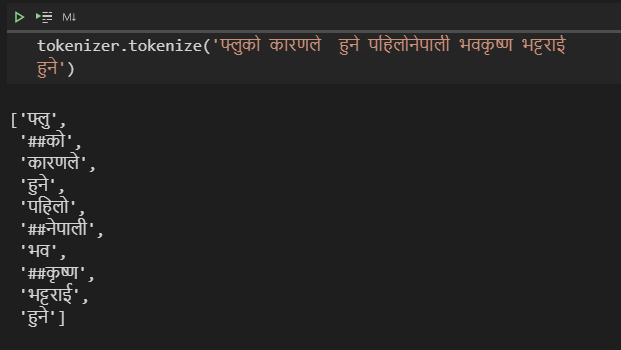 M↓
tokenizer.tokenize('फ्लुको कारणले  हुने पहिलोनेपाली भवकृष्ण भट्टराई
हुने')
['फ्लु',
'##को',
'कारणले',
'हुने',
'पहिलो',
'##नेपाली',
'भव',
'##कृष्ण',
'भट्टराई',
'हुने']